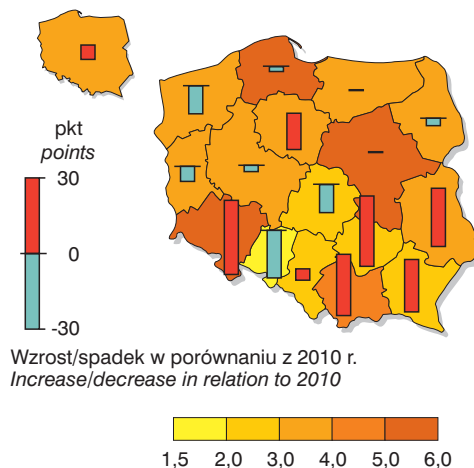 pkt
points
30
0
-30
Wzrost/spadek w porównaniu z 2010 r.
Increase/decrease in relation to 2010
1,5 2,0 3,0 4,0 5,0 6,0